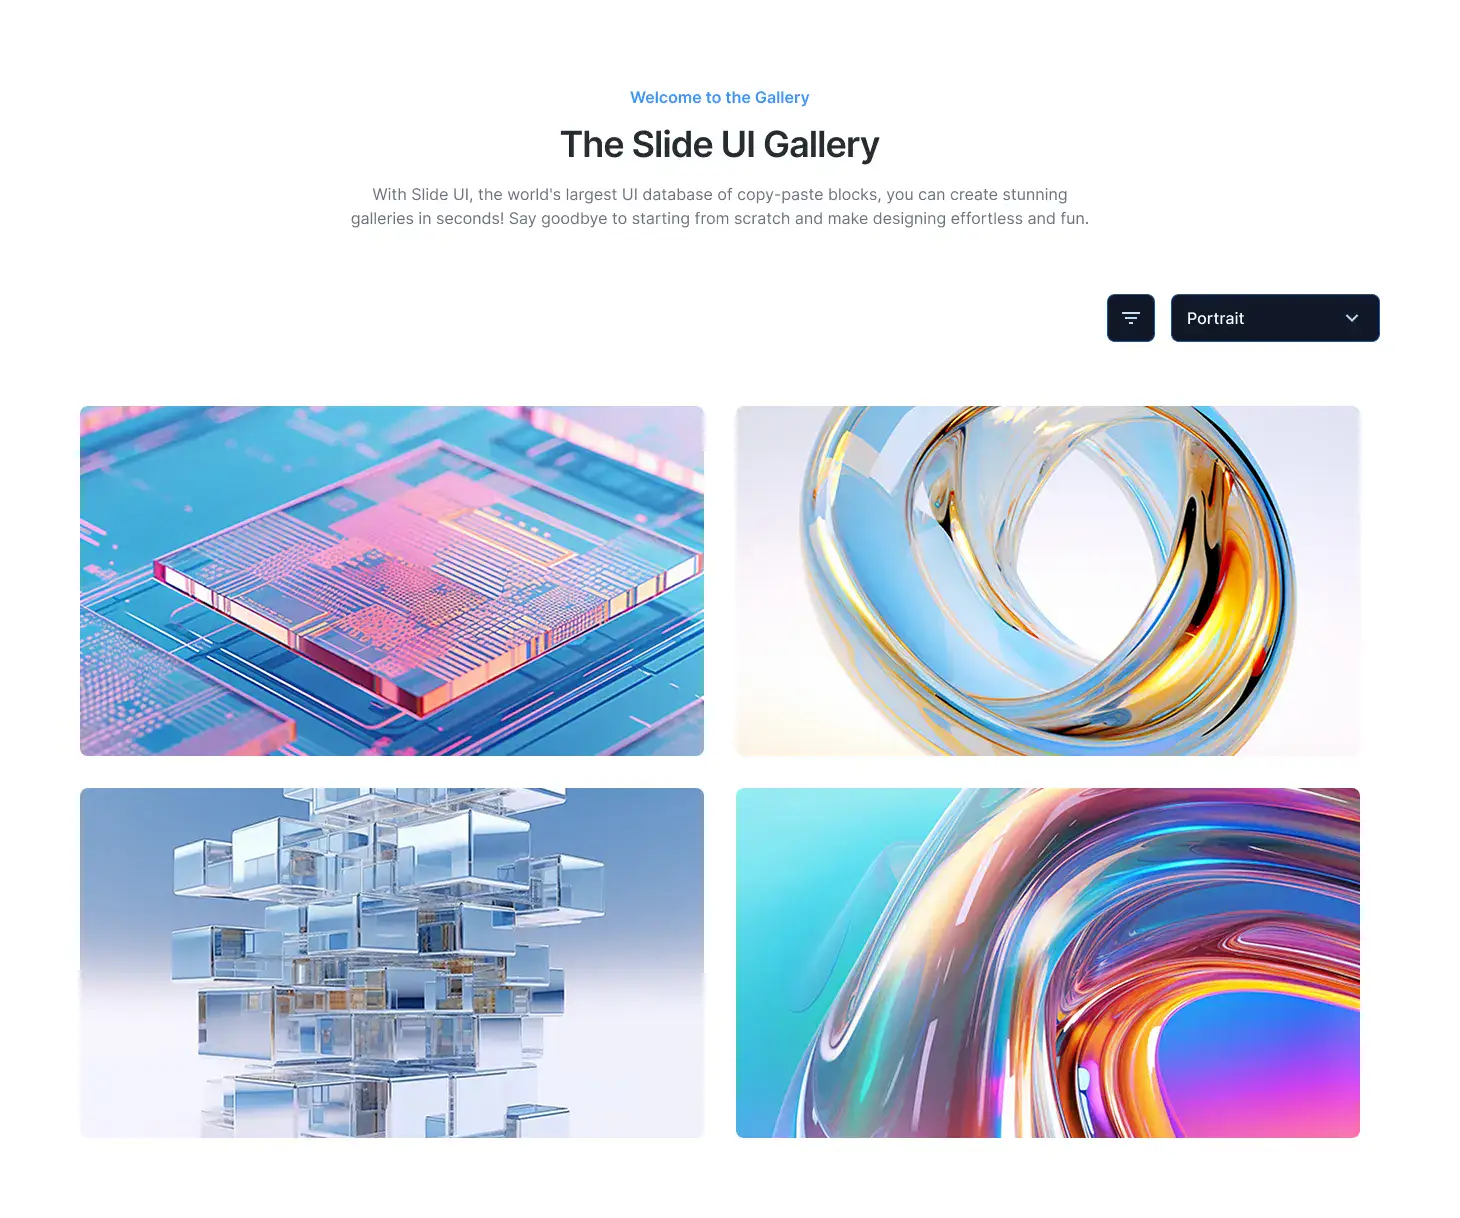 Welcome to the Gallery
The Slide UI Gallery
With Slide UI, the world's largest UI database of copy-paste blocks, you can create stunning
galleries in seconds! Say goodbye to starting from scratch and make designing effortless and fun.
Portrait